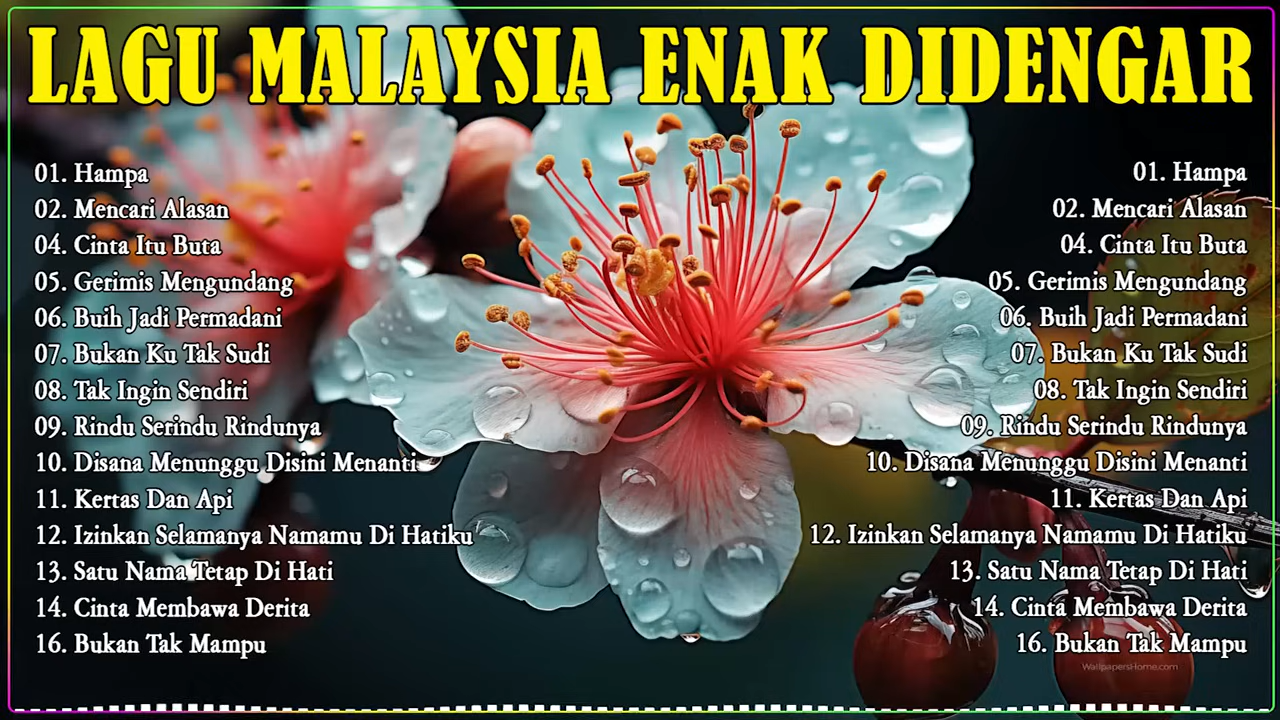 LAGU MALAYSIA ENAK DIDENGAR
01. Hampa
02. Mencari Alasan
04. Cinta Itu Buta
05. Gerimis Mengundang
06. Buih Jadi Permadani
07. Bukan Ku Tak Sudi
08. Tak Ingin Sendiri
09. Rindu Serindu Rindunya
10. Disana Menunggu Disini Menanti
11. Kertas Dan Api
12. Izinkan Selamanya Namamu Di Hatiku
13. Satu Nama Tetap Di Hati
14. Cinta Membawa Derita
16. Bukan Tak Mampu
01. Hampa
02. Mencari Alasan
04. Cinta Itu Buta
05. Gerimis Mengundang
06. Buih Jadi Permadani
07. Bukan Ku Tak Sudi
08. Tak Ingin Sendiri
09. Rindu Serindu Rindunya
10. Disana Menunggu Disini Menanti
11. Kertas Dan Api
12. Izinkan Selamanya Namamu Di Hatiku
13. Satu Nama Tetap Di Hati
14. Cinta Membawa Derita
16. Bukan Tak Mampu
WallpapersHome.com